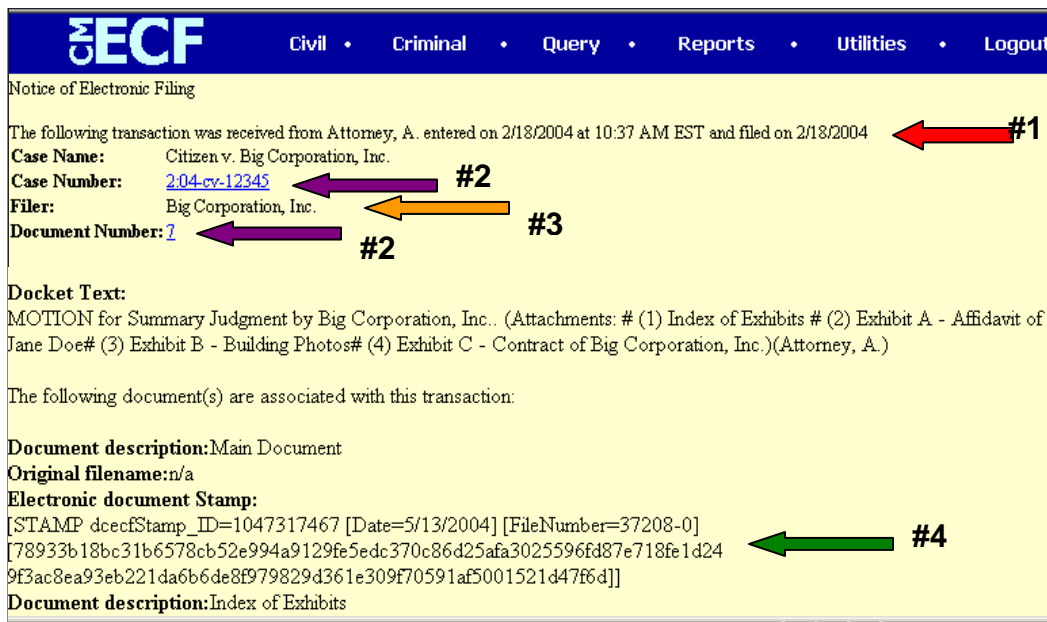 CM ECF Civil • Criminal • Query • Reports • Utilities • Logout
Notice of Electronic Filing
The following transaction was received from Attorney, A. entered on 2/18/2004 at 10:37 AM EST and filed on 2/18/2004 #1
Case Name: Citizen v. Big Corporation, Inc.
Case Number: 2:04-cv-12345 #2
Filer: Big Corporation, Inc. #3
Document Number: 7 #2
Docket Text:
MOTION for Summary Judgment by Big Corporation, Inc.. (Attachments: # (1) Index of Exhibits # (2) Exhibit A - Affidavit of
Jane Doe# (3) Exhibit B - Building Photos# (4) Exhibit C - Contract of Big Corporation, Inc.)(Attorney, A.)
The following document(s) are associated with this transaction:
Document description:Main Document
Original filename:n/a
Electronic document Stamp:
[STAMP dcecfStamp_ID=1047317467 [Date=5/13/2004] [FileNumber=37208-0]
[78933b18bc31b6578cb52e994a9129fe5edc370c86d25afa3025596fd87e718fe1d24 #4
9f3ac8ea93eb221da6b6de8f979829d361e309f70591af5001521d47f6d]]
Document description:Index of Exhibits